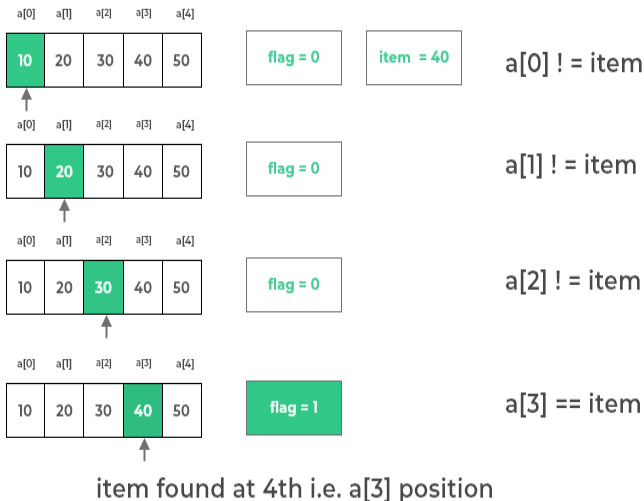 a[0] a[1] a[2] a[3] a[4]
10 20 30 40 50 flag = 0 item = 40 a[0] ! = item
a[0] a[1] a[2] a[3] a[4]
10 20 30 40 50 flag = 0 a[1] ! = item
a[0] a[1] a[2] a[3] a[4]
10 20 30 40 50 flag = 0 a[2] ! = item
a[0] a[1] a[2] a[3] a[4]
10 20 30 40 50 flag = 1 a[3] == item
item found at 4th i.e. a[3] position